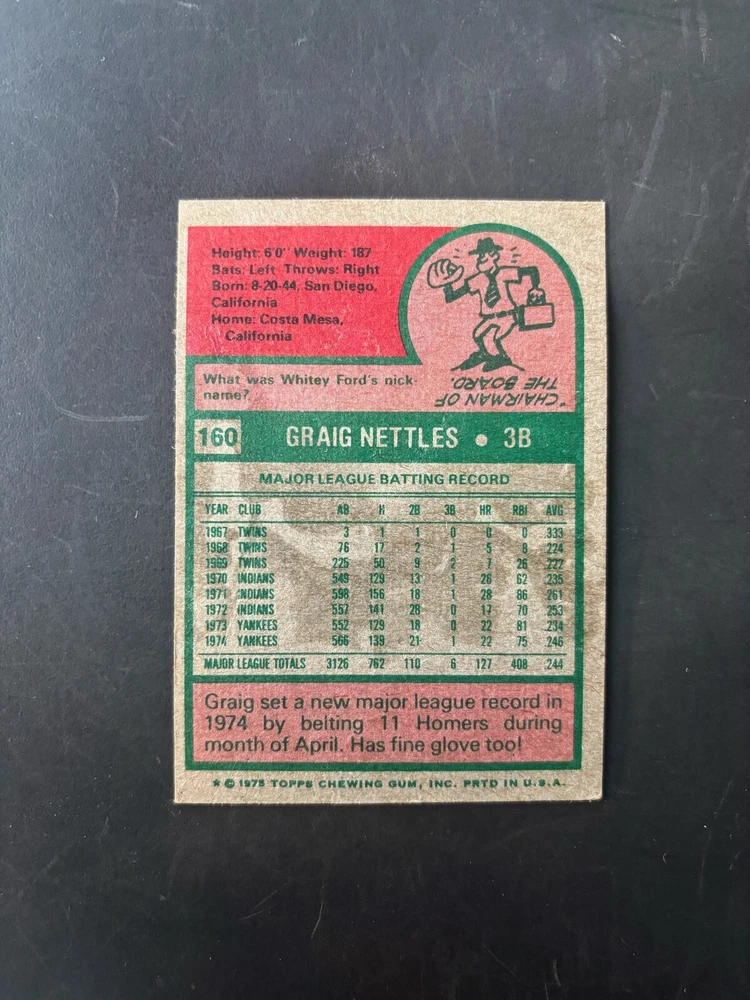 Height: 6'0" Weight: 187
Bats: Left Throws: Right
Born: 8-20-44, San Diego,
California
Home: Costa Mesa,
California
What was Whitey Ford's nick-
name?
"CHAIRMAN OF
THE BOARD.
160 GRAIG NETTLES • 3B
MAJOR LEAGUE BATTING RECORD
YEAR CLUB AB H 2B 3B HR RBI AVG
1967 TWINS 3 1 1 0 0 0 .333
1968 TWINS 76 17 2 1 5 8 .224
1969 TWINS 225 50 9 2 7 26 .222
1970 INDIANS 549 129 13 1 26 62 .235
1971 INDIANS 598 156 18 1 28 86 .261
1972 INDIANS 557 141 28 0 17 70 .253
1973 YANKEES 552 129 18 0 22 81 .234
1974 YANKEES 566 139 21 1 22 75 .246
MAJOR LEAGUE TOTALS 3126 762 110 6 127 408 .244
Graig set a new major league record in
1974 by belting 11 Homers during
month of April. Has fine glove too!
★ © 1975 TOPPS CHEWING GUM, INC. PRTD IN U.S.A.